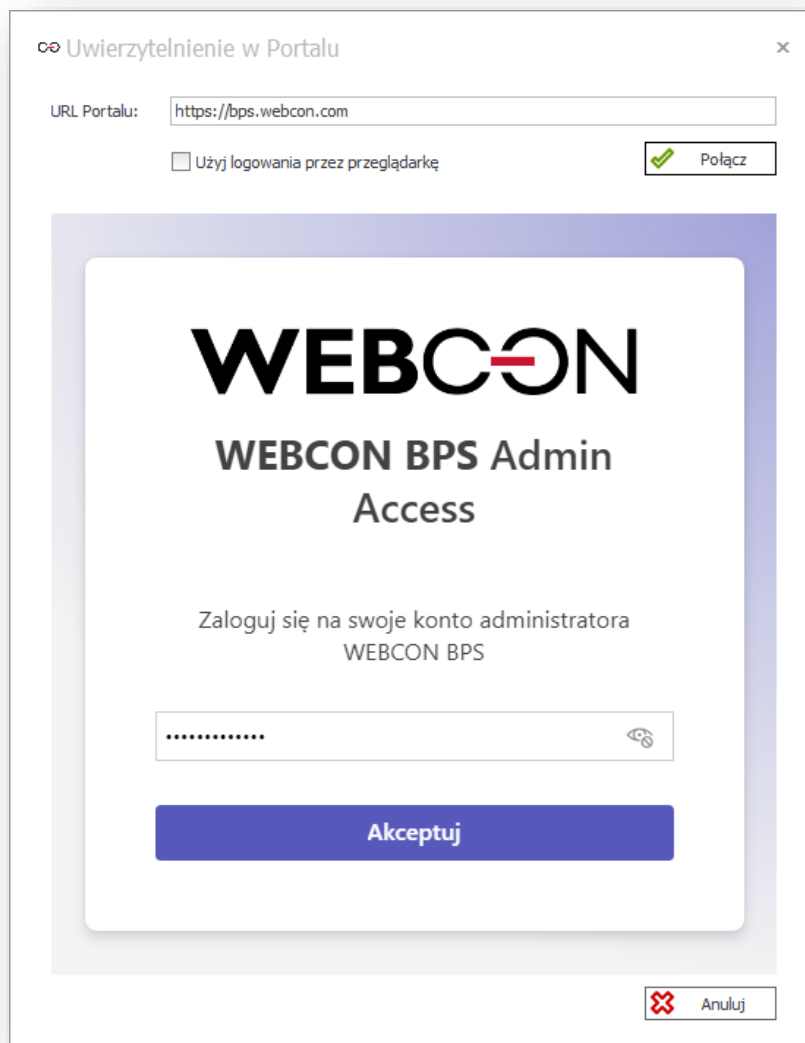 Uwierzytelnienie w Portalu
URL Portalu: https://bps.webcon.com
Użyj logowania przez przeglądarkę
Połącz
WEBCON
WEBCON BPS Admin
Access
Zaloguj się na swoje konto administratora
WEBCON BPS
•••••••••••••
Akceptuj
Anuluj